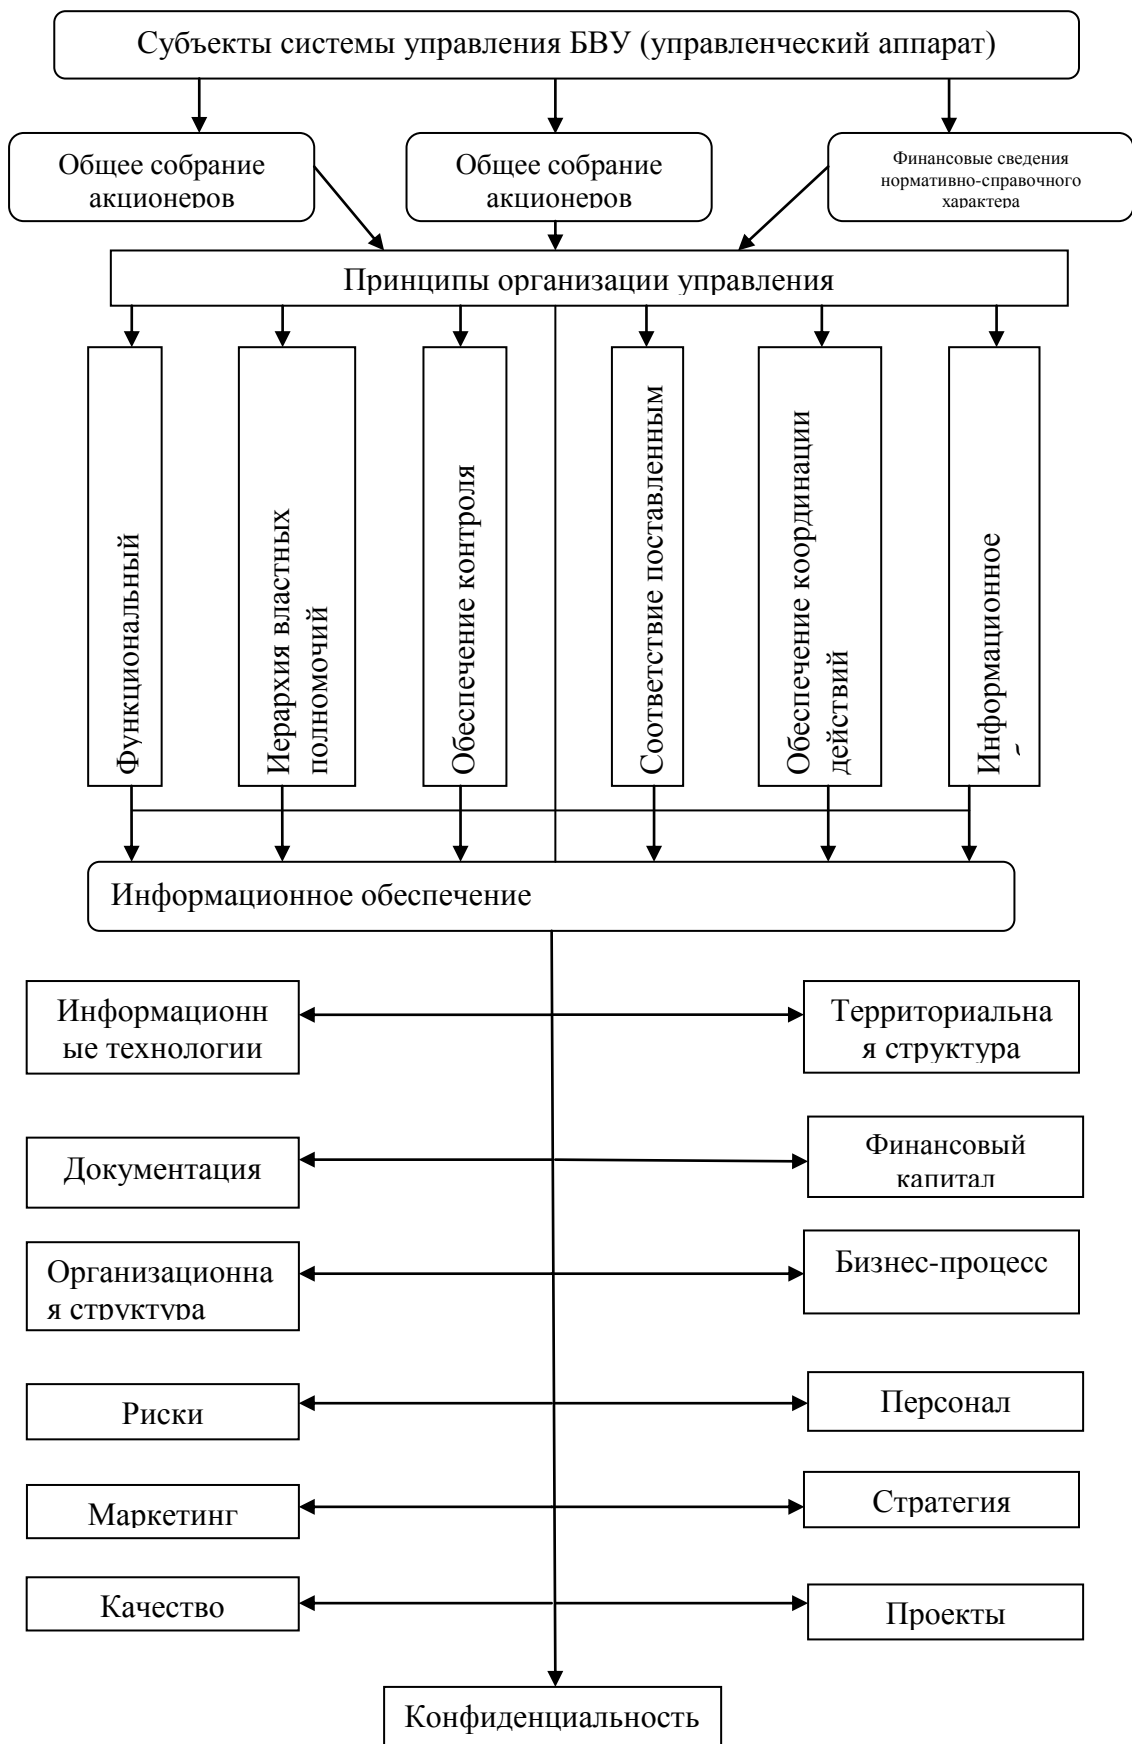 Субъекты системы управления БВУ (управленческий аппарат)
Общее собрание
акционеров
Общее собрание
акционеров
Финансовые сведения
нормативно-справочного
характера
Принципы организации управления
Функциональный
Иерархия властных
полномочий
Обеспечение контроля
Соответствие поставленным
Обеспечение координации
действий
Информационное
Информационное обеспечение
Информационн
ые технологии
Территориальна
я структура
Документация
Финансовый
капитал
Организационна
я структура
Бизнес-процесс
Риски
Персонал
Маркетинг
Стратегия
Качество
Проекты
Конфиденциальность